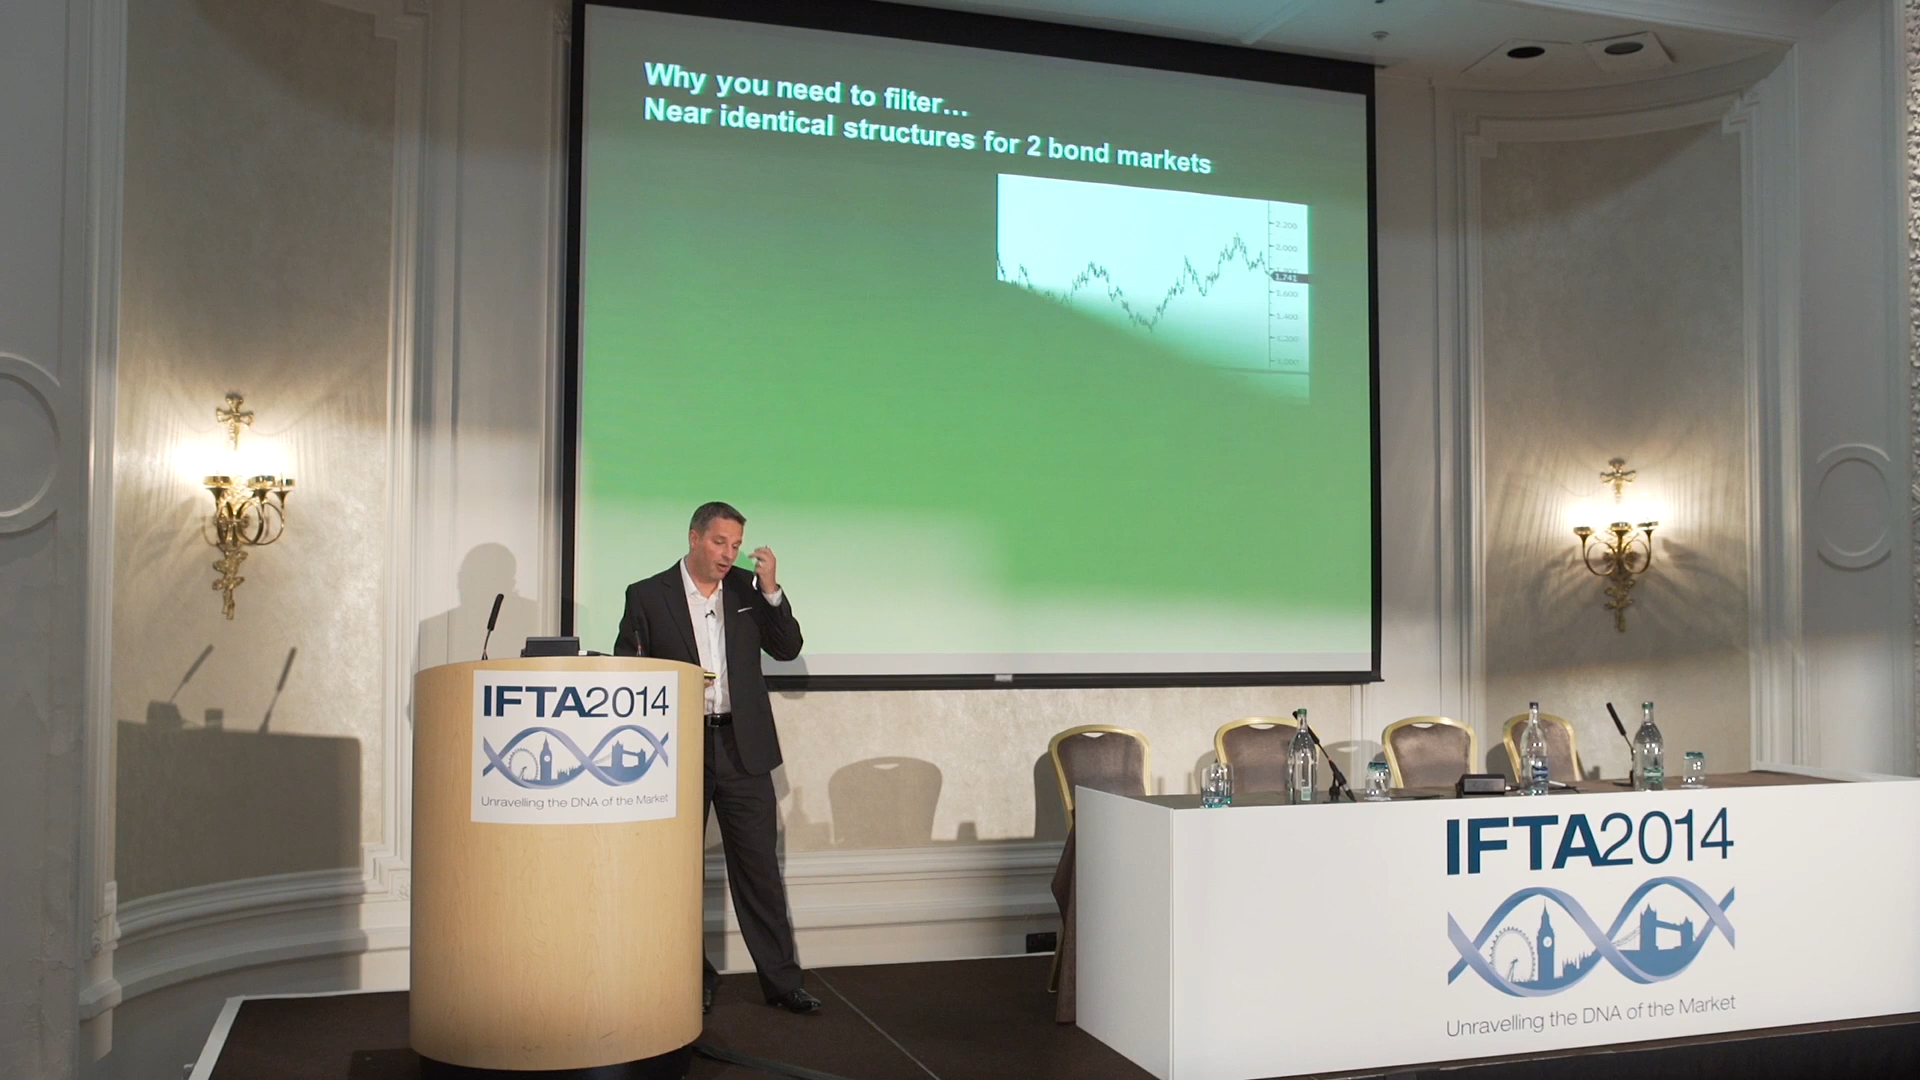 Why you need to filter...
Near identical structures for 2 bond markets
2.200
2.000
1.741
1.600
1.400
1.200
1.000
IFTA2014
Unravelling the DNA of the Market
IFTA2014
Unravelling the DNA of the Market